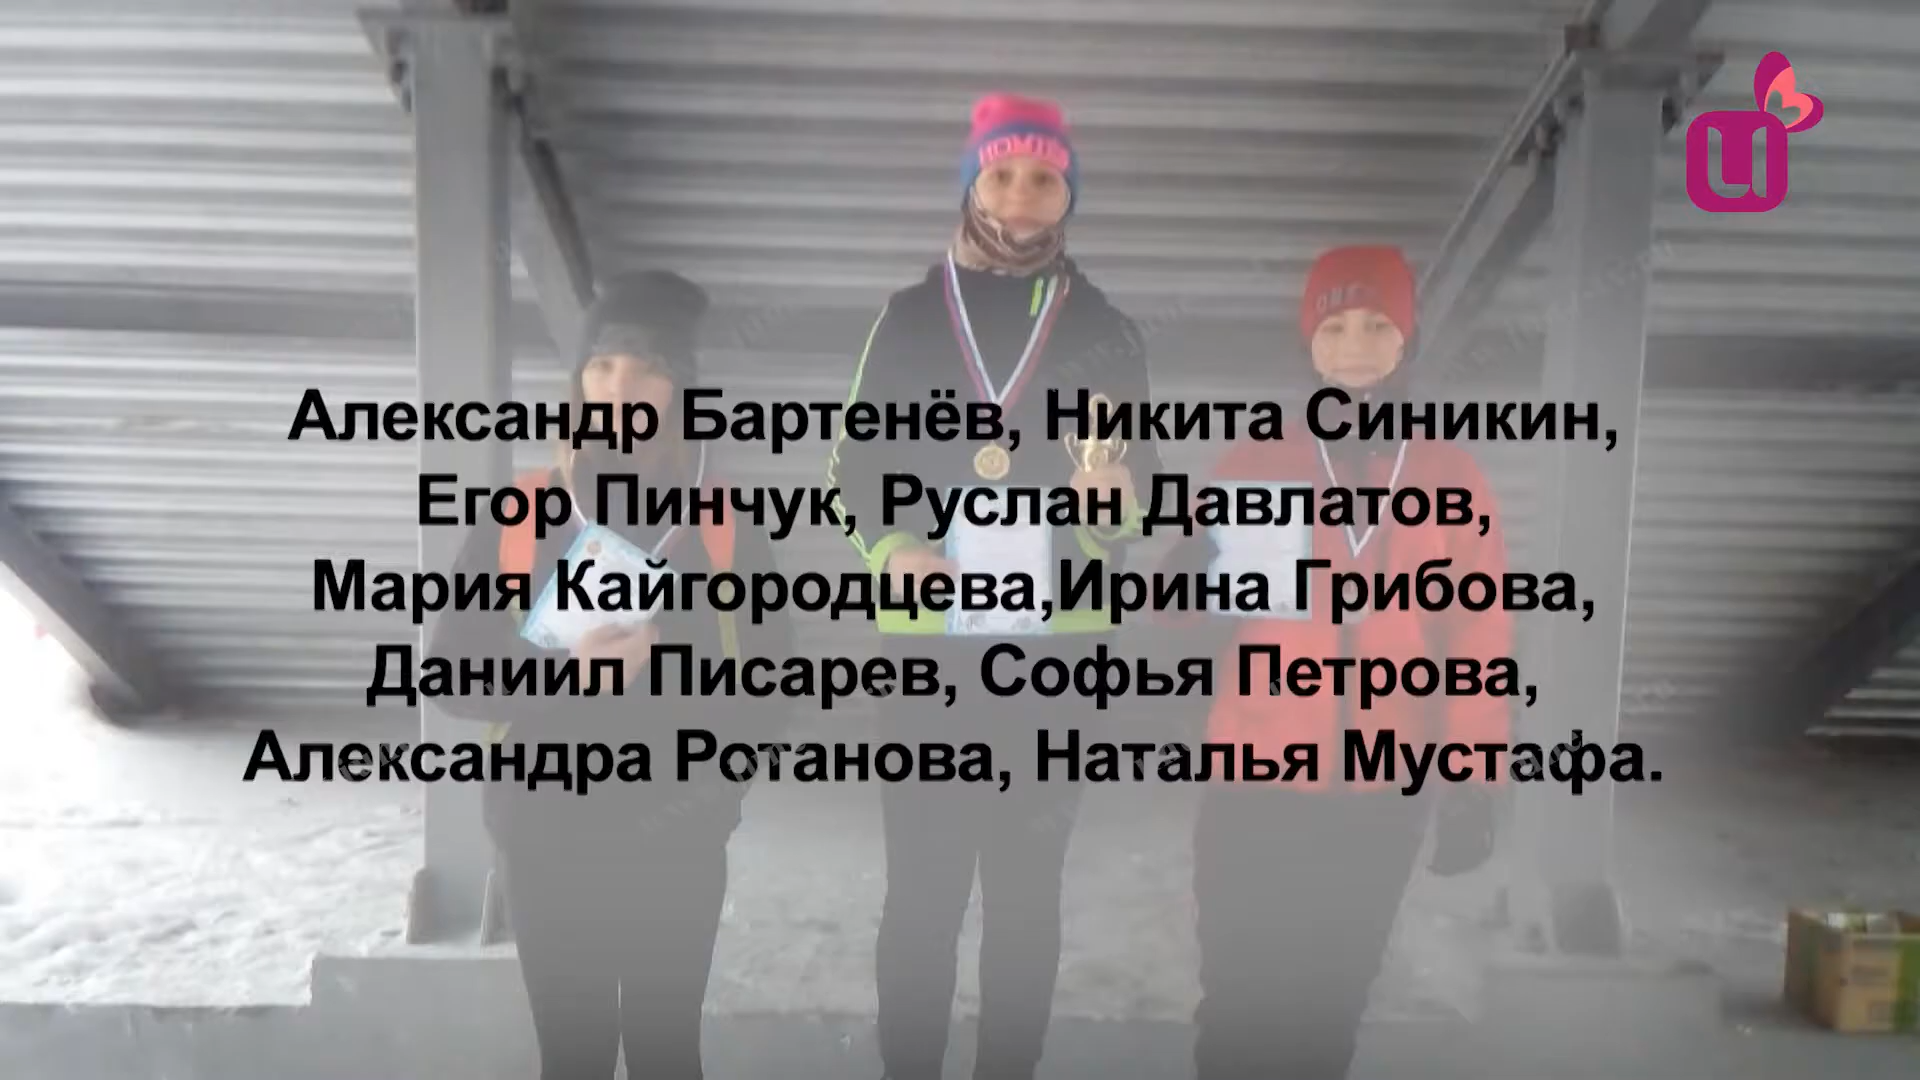 HOMIES
Александр Бартенёв, Никита Синикин,
Егор Пинчук, Руслан Давлатов,
Мария Кайгородцева,Ирина Грибова,
Даниил Писарев, Софья Петрова,
Александра Ротанова, Наталья Мустафа.